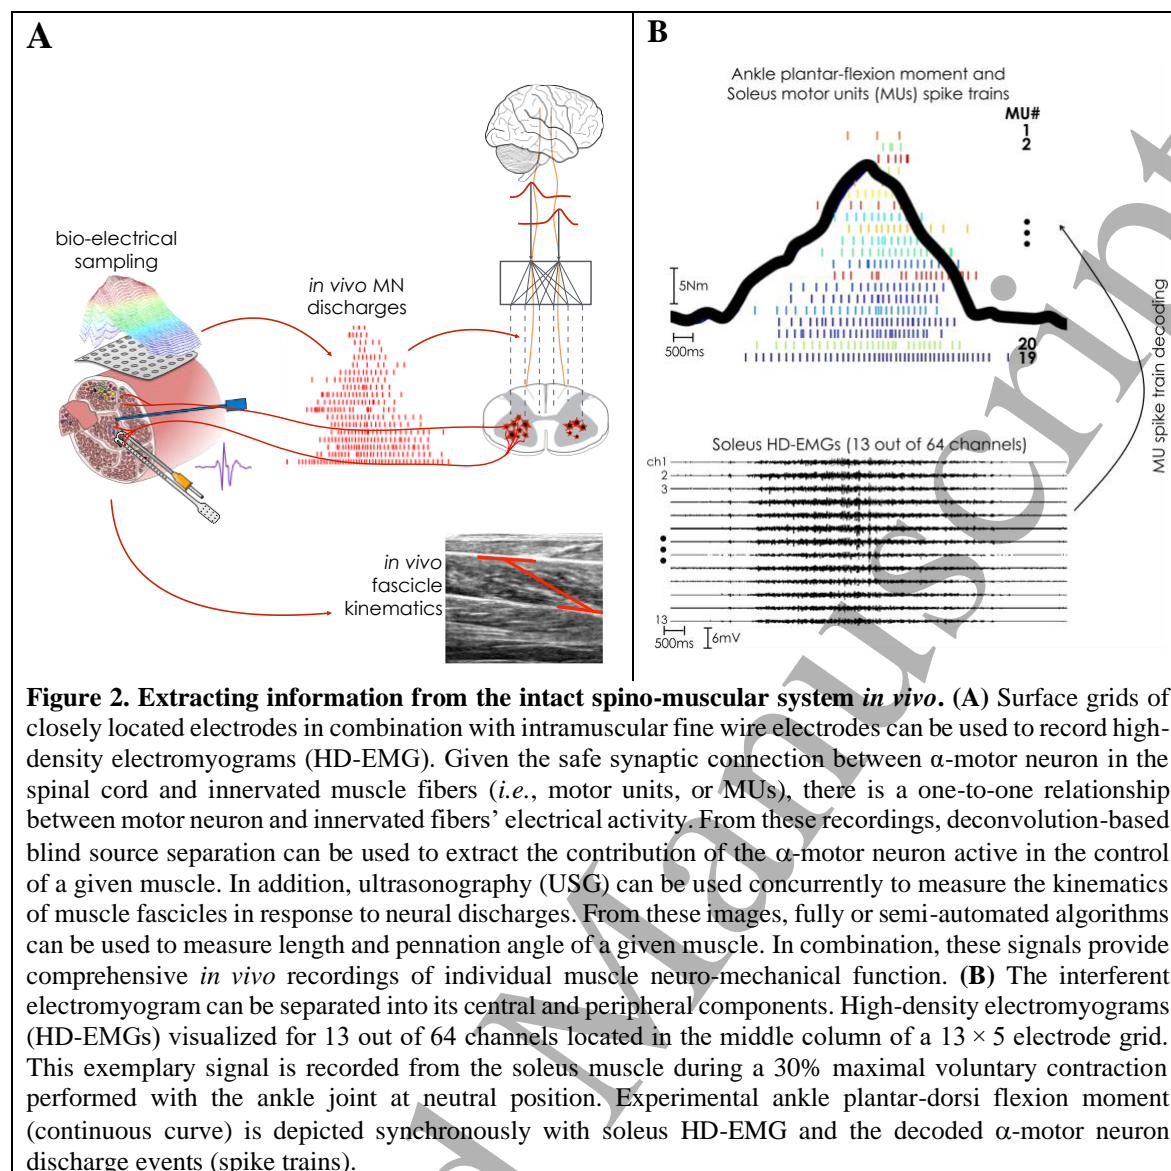 A
bio-electrical
sampling
in vivo MN
discharges
in vivo
fascicle
kinematics
B
Ankle plantar-flexion moment and
Soleus motor units (MUs) spike trains
MU#
1
2
5Nm
500ms
20
19
MU spike train decoding
Soleus HD-EMGs (13 out of 64 channels)
ch1
2
3
13
500ms
6mV
Figure 2. Extracting information from the intact spino-muscular system in vivo. (A) Surface grids of
closely located electrodes in combination with intramuscular fine wire electrodes can be used to record high-
density electromyograms (HD-EMG). Given the safe synaptic connection between α-motor neuron in the
spinal cord and innervated muscle fibers (i.e., motor units, or MUs), there is a one-to-one relationship
between motor neuron and innervated fibers' electrical activity. From these recordings, deconvolution-based
blind source separation can be used to extract the contribution of the α-motor neuron active in the control
of a given muscle. In addition, ultrasonography (USG) can be used concurrently to measure the kinematics
of muscle fascicles in response to neural discharges. From these images, fully or semi-automated algorithms
can be used to measure length and pennation angle of a given muscle. In combination, these signals provide
comprehensive in vivo recordings of individual muscle neuro-mechanical function. (B) The interferent
electromyogram can be separated into its central and peripheral components. High-density electromyograms
(HD-EMGs) visualized for 13 out of 64 channels located in the middle column of a 13 × 5 electrode grid.
This exemplary signal is recorded from the soleus muscle during a 30% maximal voluntary contraction
performed with the ankle joint at neutral position. Experimental ankle plantar-dorsi flexion moment
(continuous curve) is depicted synchronously with soleus HD-EMG and the decoded α-motor neuron
discharge events (spike trains).
d Manuscript